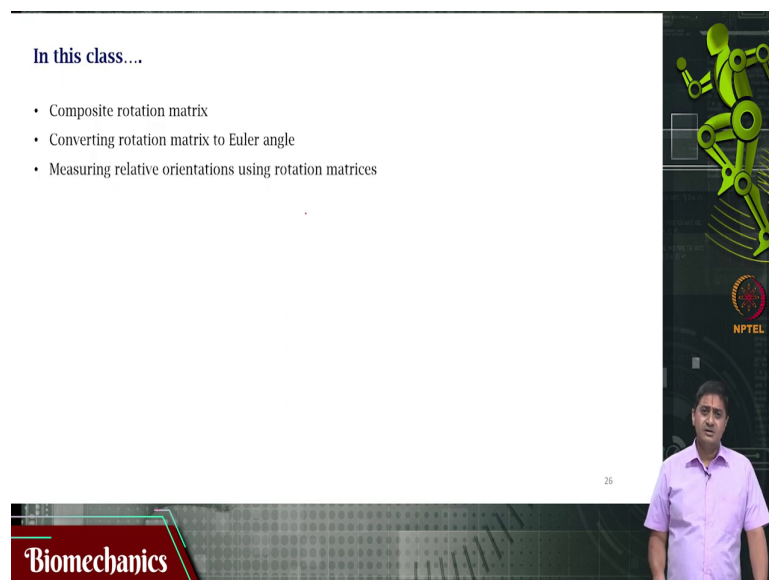 In this class….
• Composite rotation matrix
• Converting rotation matrix to Euler angle
• Measuring relative orientations using rotation matrices
NPTEL
26
Biomechanics